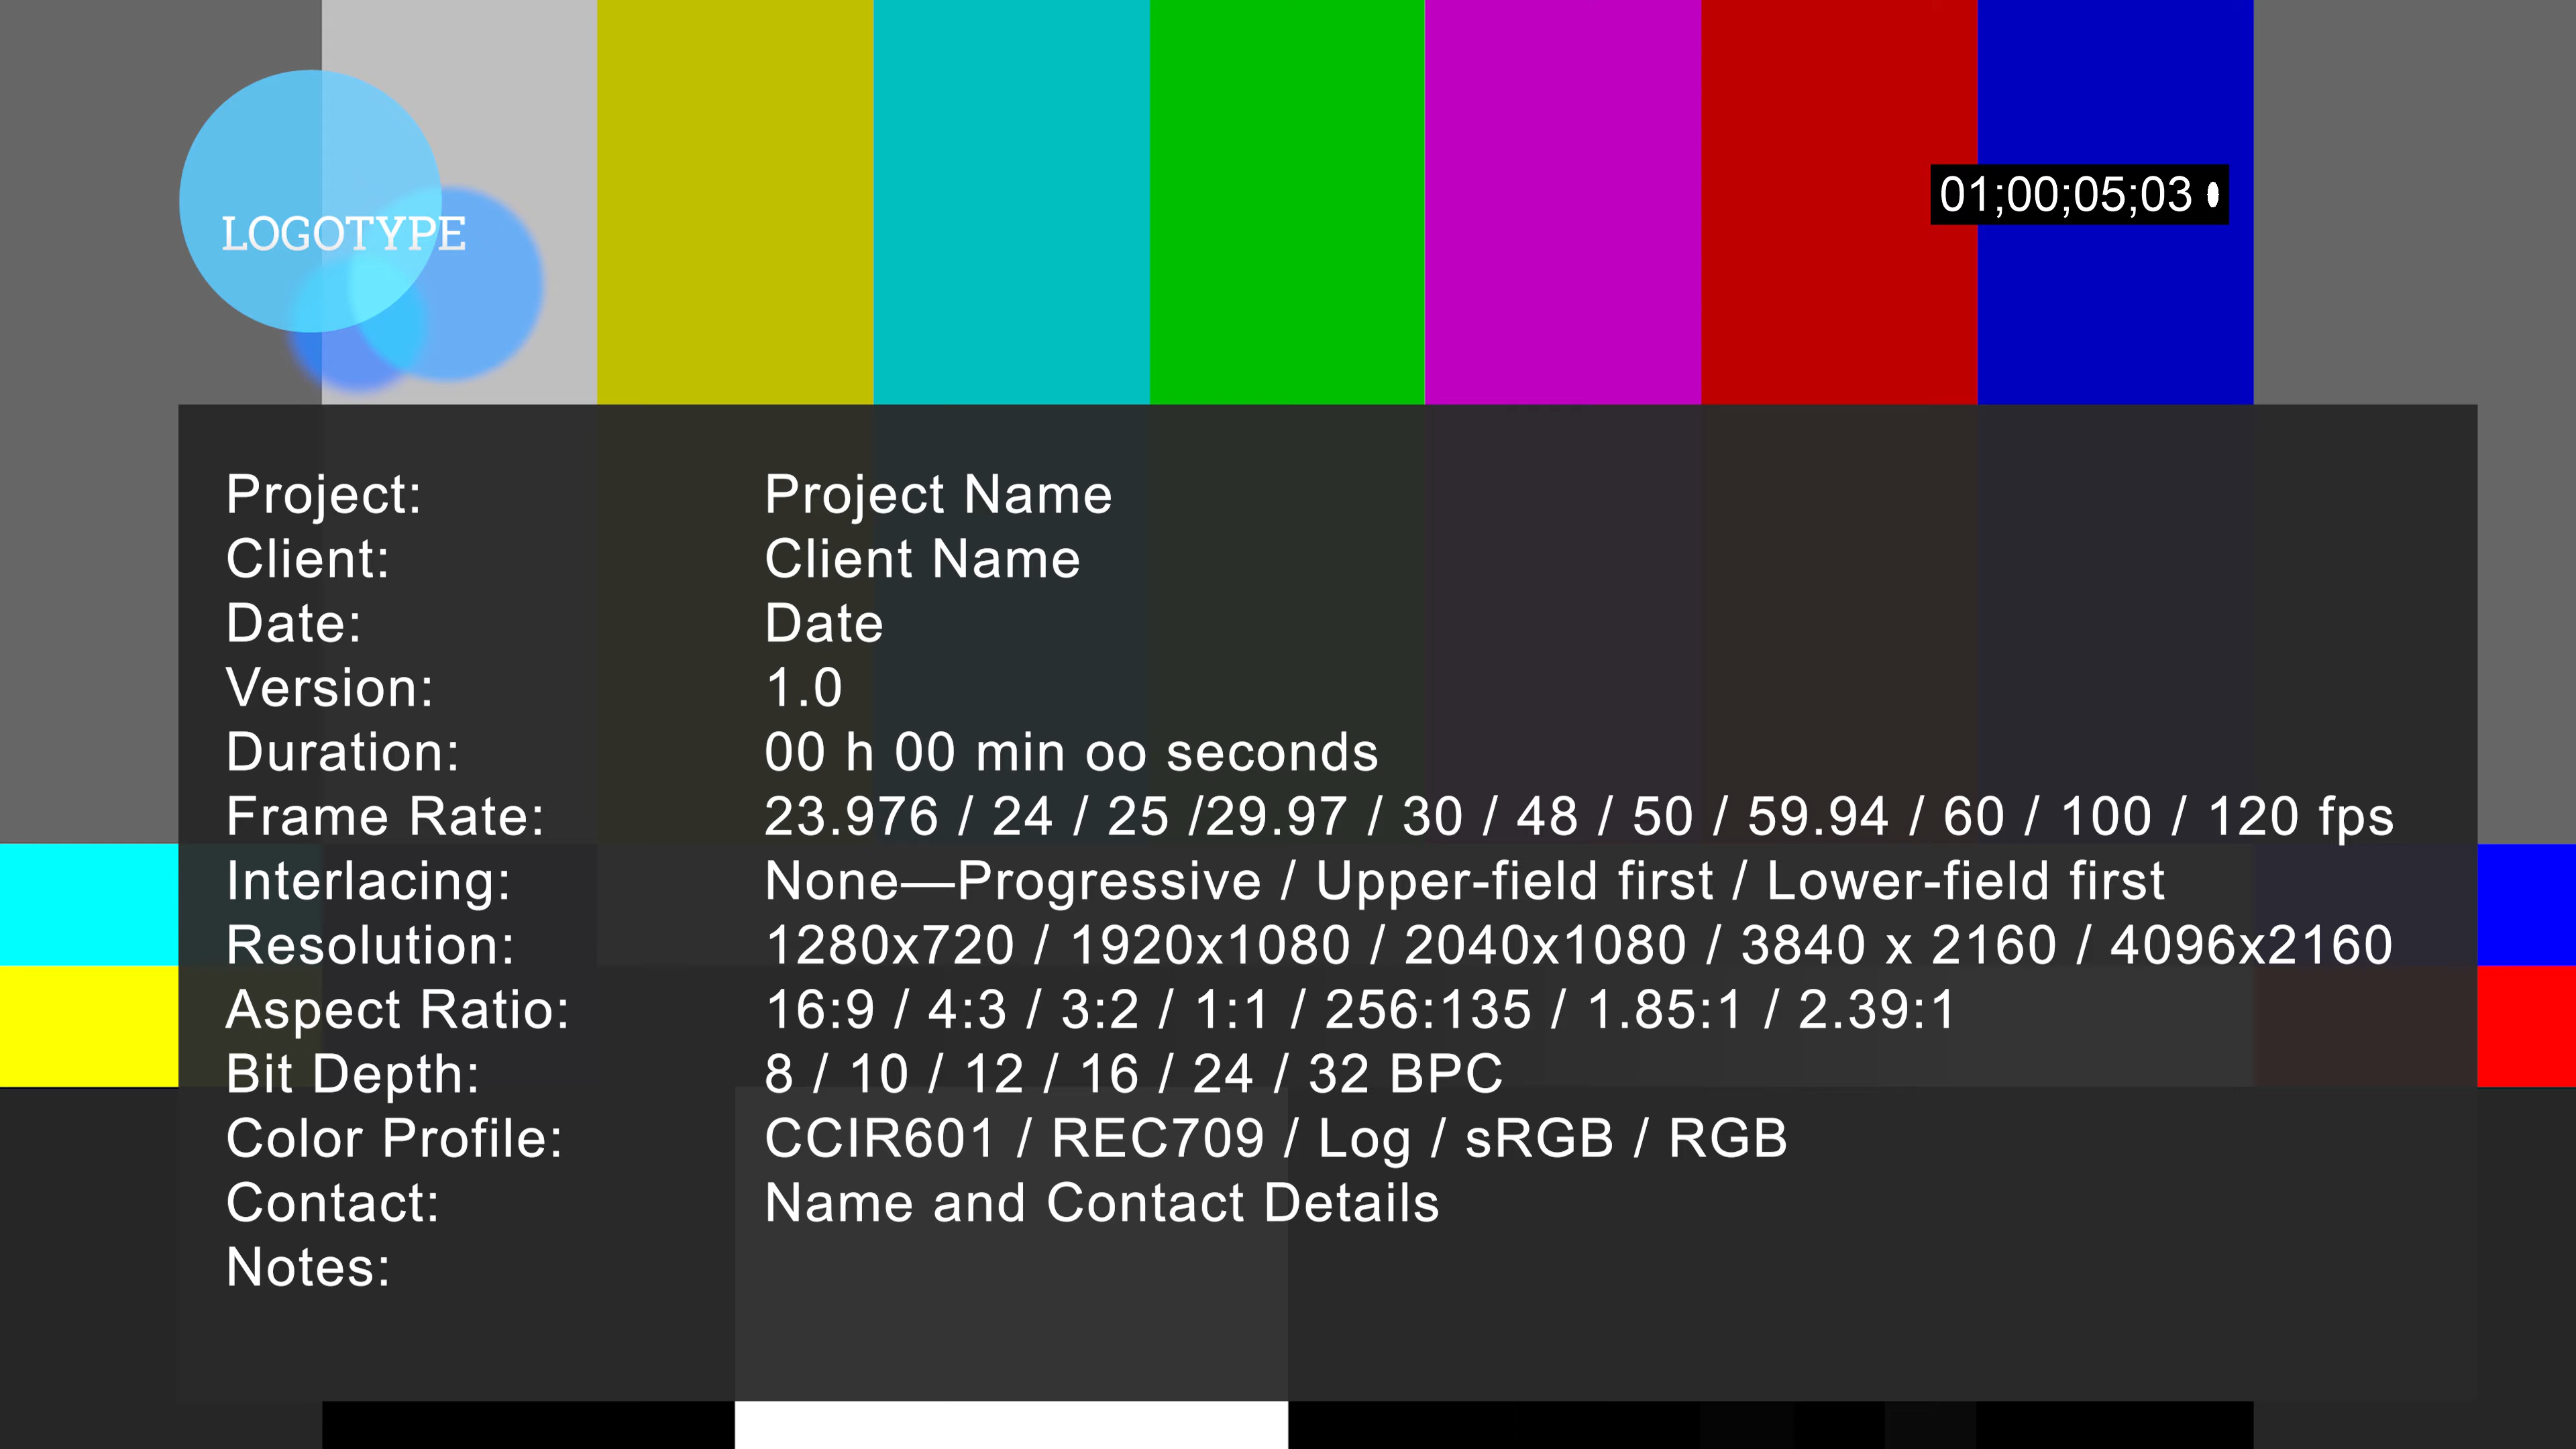 LOGOTYPE
01;00;05;03
Project: Project Name
Client: Client Name
Date: Date
Version: 1.0
Duration: 00 h 00 min oo seconds
Frame Rate: 23.976 / 24 / 25 /29.97 / 30 / 48 / 50 / 59.94 / 60 / 100 / 120 fps
Interlacing: None—Progressive / Upper-field first / Lower-field first
Resolution: 1280x720 / 1920x1080 / 2040x1080 / 3840 x 2160 / 4096x2160
Aspect Ratio: 16:9 / 4:3 / 3:2 / 1:1 / 256:135 / 1.85:1 / 2.39:1
Bit Depth: 8 / 10 / 12 / 16 / 24 / 32 BPC
Color Profile: CCIR601 / REC709 / Log / sRGB / RGB
Contact: Name and Contact Details
Notes: